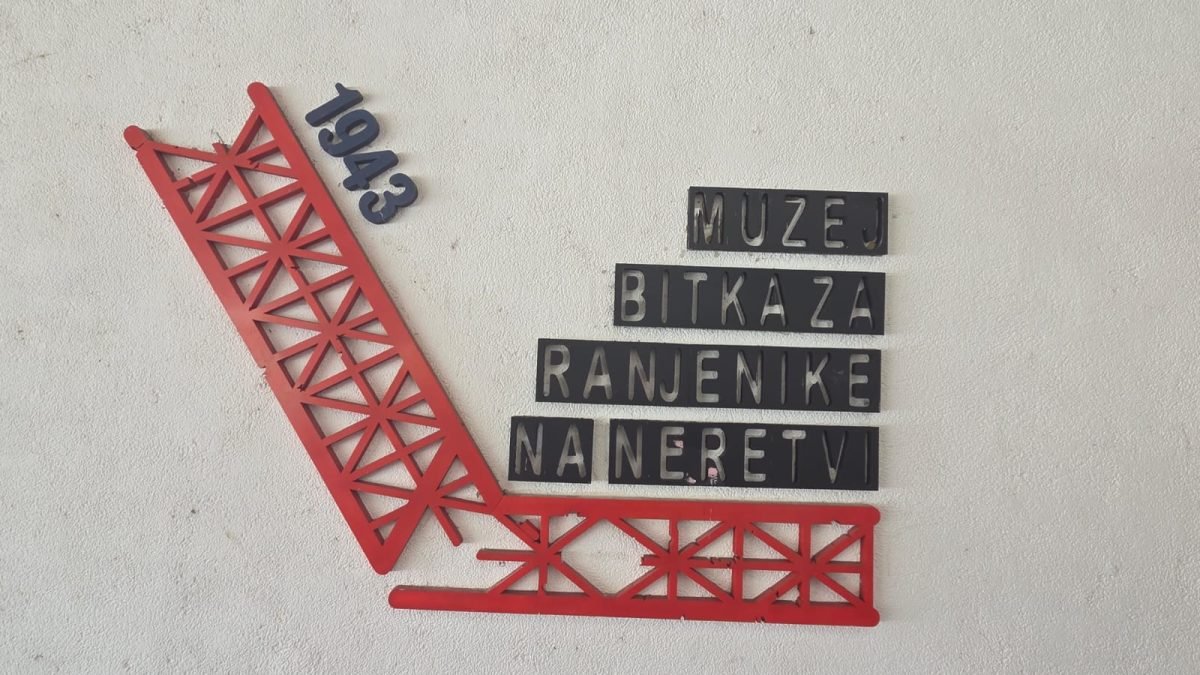 1943
MUZEJ
BITKA ZA
RANJENIKE
NA NERETVI